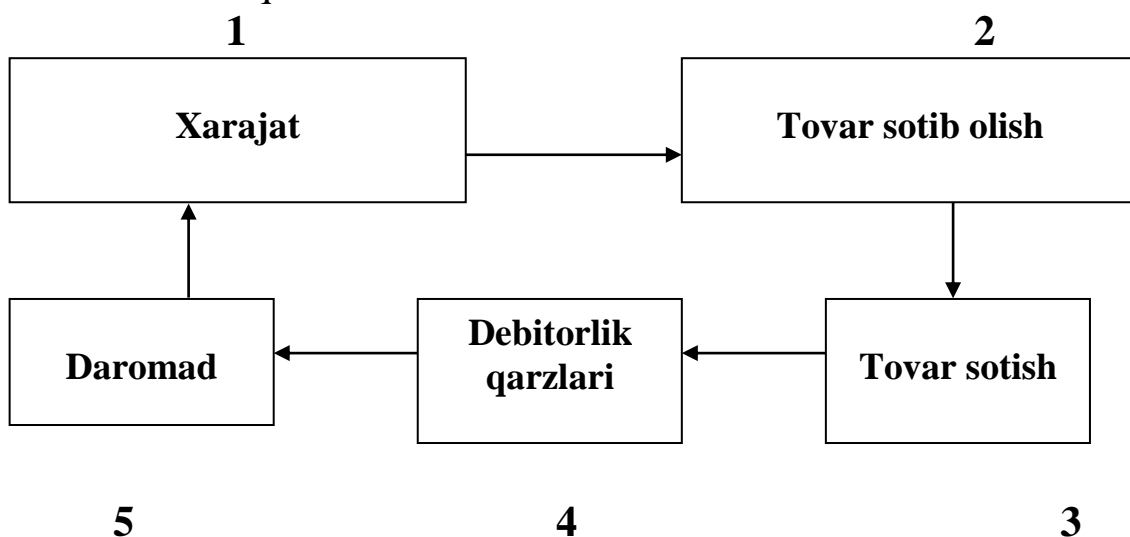 1
2
Xarajat
Tovar sotib olish
Debitorlik
qarzlari
Daromad
Tovar sotish
5
4
3